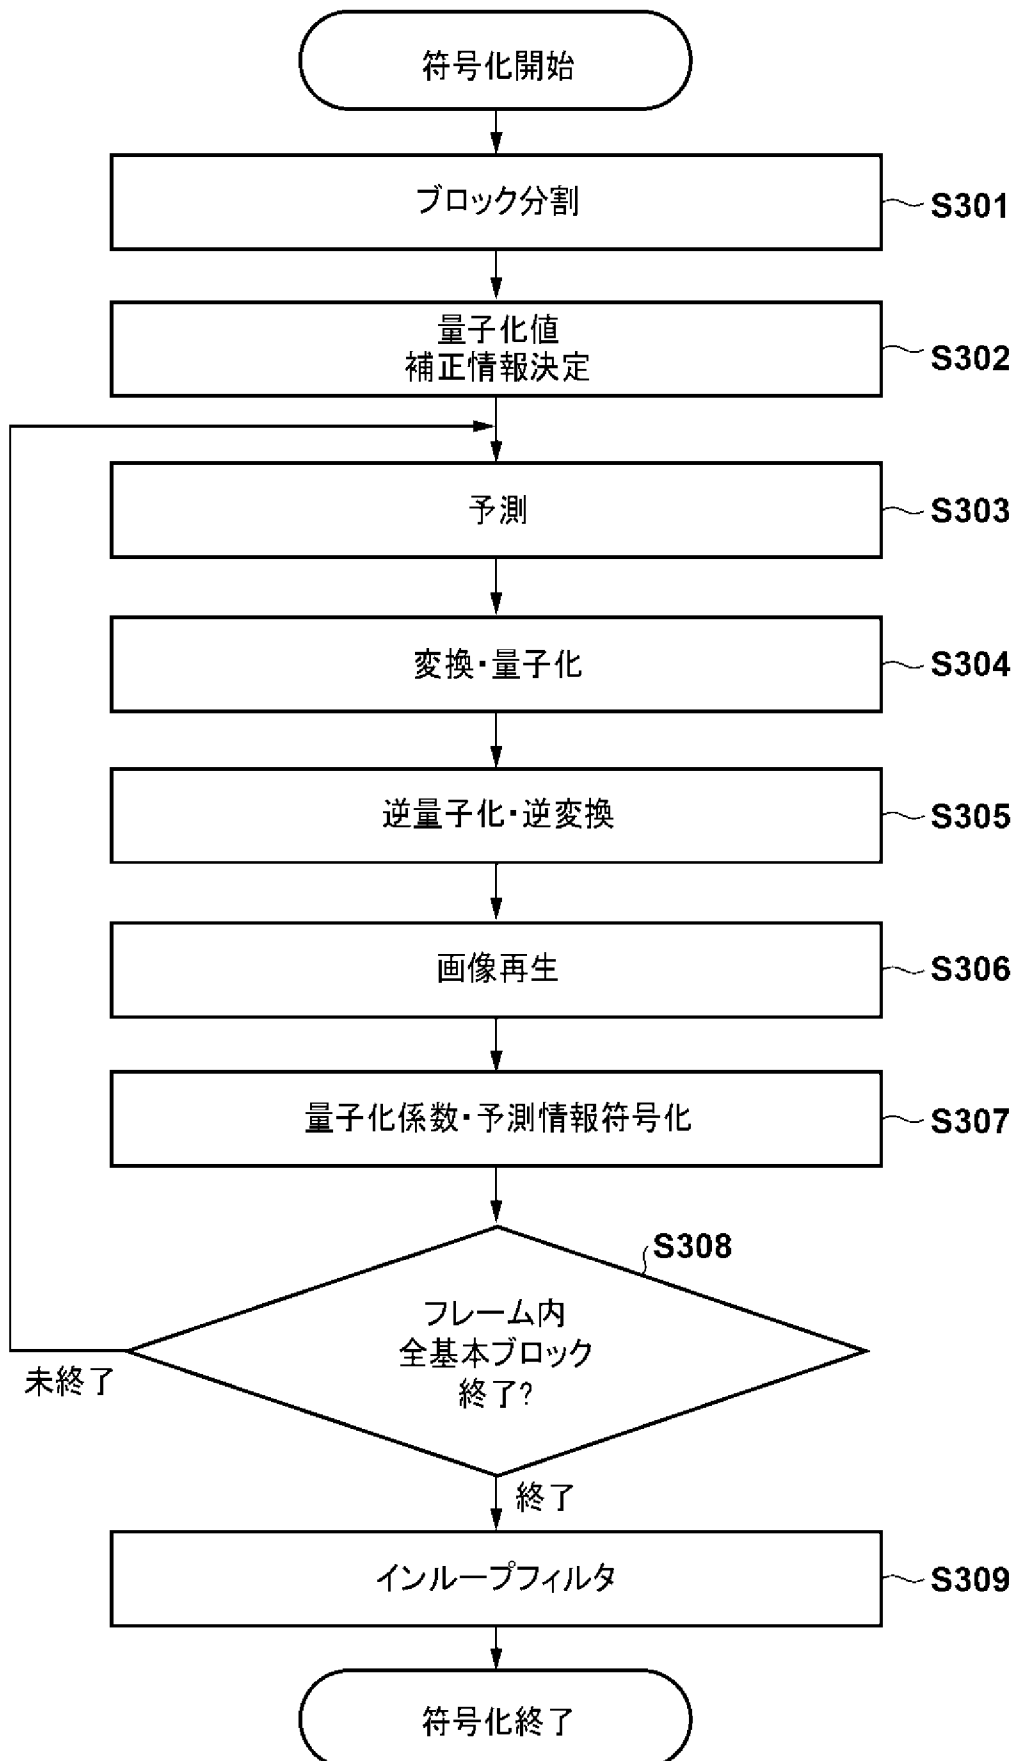 符号化開始
ブロック分割
S301
量子化値
補正情報決定
S302
予測
S303
変換・量子化
S304
逆量子化・逆変換
S305
画像再生
S306
量子化係数・予測情報符号化
S307
S308
フレーム内
全基本ブロック
終了?
未終了
終了
インループフィルタ
S309
符号化終了